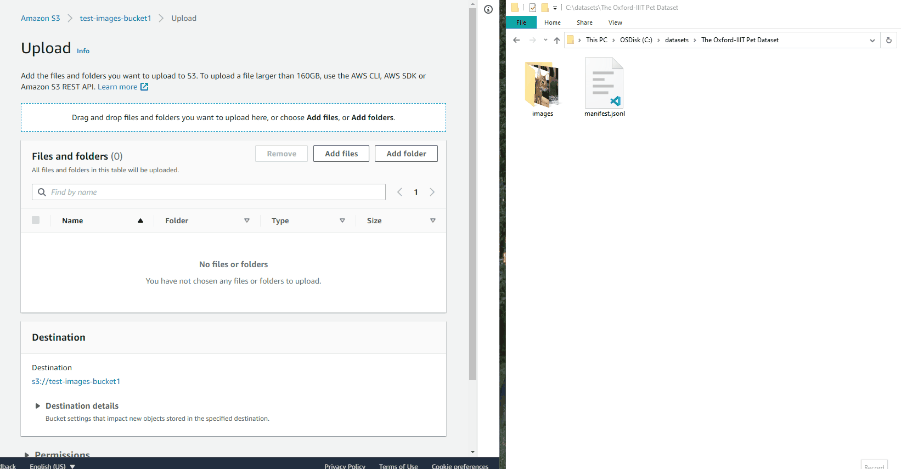 Amazon S3 > test-images-bucket1 > Upload
Upload Info
Add the files and folders you want to upload to S3. To upload a file larger than 160GB, use the AWS CLI, AWS SDK or
Amazon S3 REST API. Learn more
Drag and drop files and folders you want to upload here, or choose Add files, or Add folders.
Files and folders (0)
Remove
Add files
Add folder
All files and folders in this table will be uploaded.
Find by name
1
Name
Folder
Type
Size
No files or folders
You have not chosen any files or folders to upload.
Destination
Destination
s3://test-images-bucket1
Destination details
Bucket settings that impact new objects stored in the specified destination.
Permissions
dback
English (US)
Privacy Policy
Terms of Use
Cookie preferences
C:\datasets\The Oxford-IIIT Pet Dataset
File
Home
Share
View
This PC > OSDisk (C:) > datasets > The Oxford-IIIT Pet Dataset
images
manifest.jsonl
Record